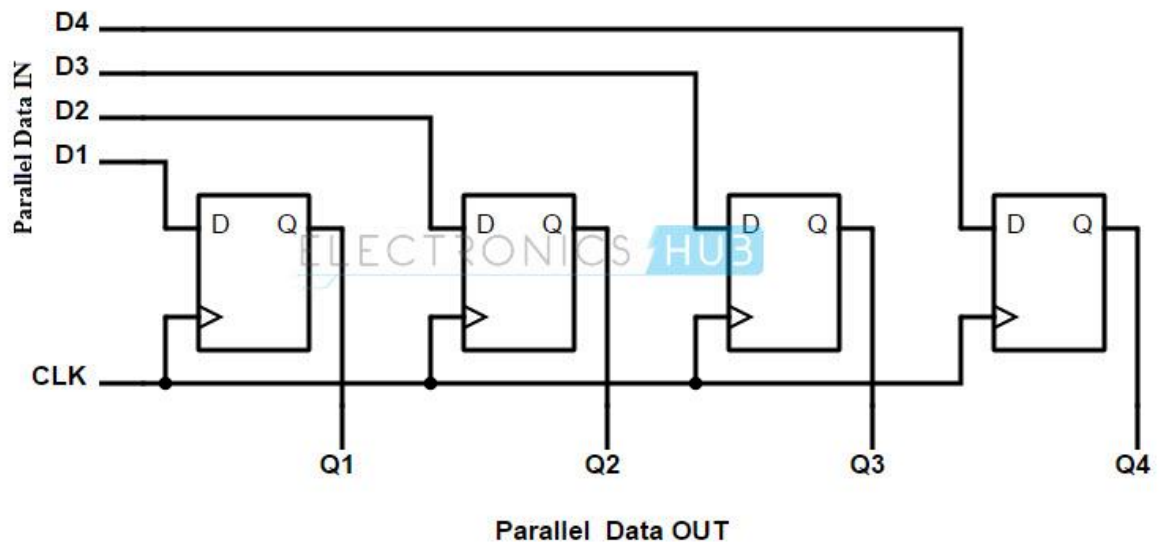 D4
D3
D2
D1
Parallel Data IN
D Q
D Q
D Q
D Q
ELECTRONICS HUB
CLK
Q1 Q2 Q3 Q4
Parallel Data OUT